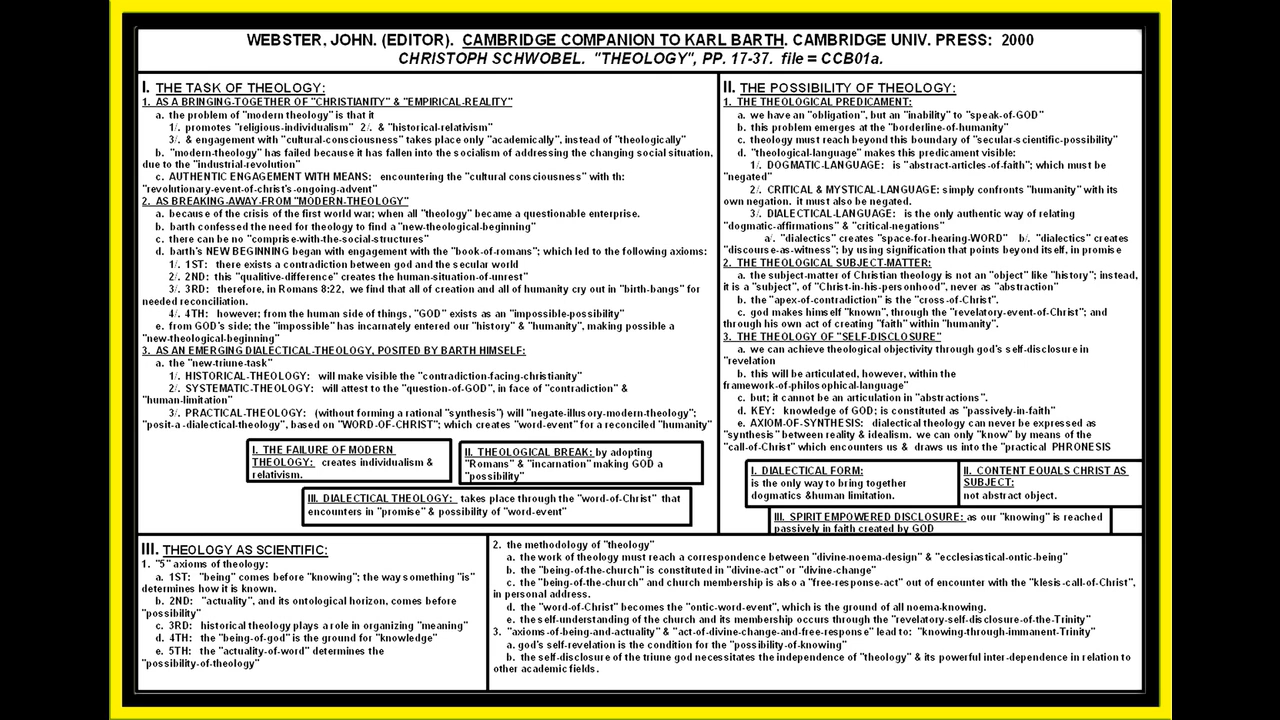 WEBSTER, JOHN. (EDITOR). CAMBRIDGE COMPANION TO KARL BARTH. CAMBRIDGE UNIV. PRESS: 2000
CHRISTOPH SCHWOBEL. "THEOLOGY", PP. 17-37. file = CCB01a.
I. THE TASK OF THEOLOGY:
1. AS A BRINGING-TOGETHER OF "CHRISTIANITY" & "EMPIRICAL-REALITY"
a. the problem of "modern theology" is that it
1/. promotes "religious-individualism" 2/. & "historical-relativism"
3/. & engagement with "cultural-consciousness" takes place only "academically", instead of "theologically"
b. "modern-theology" has failed because it has fallen into the socialism of addressing the changing social situation,
due to the "industrial-revolution"
c. AUTHENTIC ENGAGEMENT WITH MEANS: encountering the "cultural consciousness" with th:
"revolutionary-event-of-christ's-ongoing-advent"
2. AS BREAKING-AWAY-FROM "MODERN-THEOLOGY"
a. because of the crisis of the first world war; when all "theology" became a questionable enterprise.
b. barth confessed the need for theology to find a "new-theological-beginning"
c. there can be no "comprise-with-the-social-structures"
d. barth's NEW BEGINNING began with engagement with the "book-of-romans"; which led to the following axioms:
1/. 1ST: there exists a contradiction between god and the secular world
2/. 2ND: this "qualitive-difference" creates the human-situation-of-unrest"
3/. 3RD: therefore, in Romans 8:22, we find that all of creation and all of humanity cry out in "birth-bangs" for
needed reconciliation.
4/. 4TH: however; from the human side of things, "GOD" exists as an "impossible-possibility"
e. from GOD's side; the "impossible" has incarnately entered our "history" & "humanity", making possible a
"new-theological-beginning"
3. AS AN EMERGING DIALECTICAL-THEOLOGY, POSITED BY BARTH HIMSELF:
a. the "new-triune-task"
1/. HISTORICAL-THEOLOGY: will make visible the "contradiction-facing-christianity"
2/. SYSTEMATIC-THEOLOGY: will attest to the "question-of-GOD", in face of "contradiction" &
"human-limitation"
3/. PRACTICAL-THEOLOGY: (without forming a rational "synthesis") will "negate-illusory-modern-theology";
"posit-a-dialectical-theology", based on "WORD-OF-CHRIST"; which creates "word-event" for a reconciled "humanity"
I. THE FAILURE OF MODERN
THEOLOGY: creates individualism &
relativism.
II. THEOLOGICAL BREAK: by adopting
"Romans" & "incarnation" making GOD a
"possibility"
III. DIALECTICAL THEOLOGY: takes place through the "word-of-Christ" that
encounters in "promise" & possibility of "word-event"
II. THE POSSIBILITY OF THEOLOGY:
1. THE THEOLOGICAL PREDICAMENT:
a. we have an "obligation", but an "inability" to "speak-of-GOD"
b. this problem emerges at the "borderline-of-humanity"
c. theology must reach beyond this boundary of "secular-scientific-possibility"
d. "theological-language" makes this predicament visible:
1/. DOGMATIC-LANGUAGE: is "abstract-articles-of-faith"; which must be
"negated"
2/. CRITICAL & MYSTICAL-LANGUAGE: simply confronts "humanity" with its
own negation. it must also be negated.
3/. DIALECTICAL-LANGUAGE: is the only authentic way of relating
"dogmatic-affirmations" & "critical-negations"
a/. "dialectics" creates "space-for-hearing-WORD" b/. "dialectics" creates
"discourse-as-witness"; by using signification that points beyond itself, in promise
2. THE THEOLOGICAL SUBJECT-MATTER:
a. the subject-matter of Christian theology is not an "object" like "history"; instead,
it is a "subject", of "Christ-in-his-personhood", never as "abstraction"
b. the "apex-of-contradiction" is the "cross-of-Christ".
c. god makes himself "known", through the "revelatory-event-of-Christ"; and
through his own act of creating "faith" within "humanity".
3. THE THEOLOGY OF "SELF-DISCLOSURE"
a. we can achieve theological objectivity through god's self-disclosure in
"revelation
b. this will be articulated, however, within the
framework-of-philosophical-language"
c. but; it cannot be an articulation in "abstractions".
d. KEY: knowledge of GOD; is constituted as "passively-in-faith"
e. AXIOM-OF-SYNTHESIS: dialectical theology can never be expressed as
"synthesis" between reality & idealism. we can only "know" by means of the
"call-of-Christ" which encounters us & draws us into the "practical PHRONESIS
I. DIALECTICAL FORM:
is the only way to bring together
dogmatics &human limitation.
II. CONTENT EQUALS CHRIST AS
SUBJECT:
not abstract object.
III. SPIRIT EMPOWERED DISCLOSURE: as our "knowing" is reached
passively in faith created by GOD
III. THEOLOGY AS SCIENTIFIC:
1. "5" axioms of theology:
a. 1ST: "being" comes before "knowing"; the way something "is"
determines how it is known.
b. 2ND: "actuality", and its ontological horizon, comes before
"possibility"
c. 3RD: historical theology plays a role in organizing "meaning"
d. 4TH: the "being-of-god" is the ground for "knowledge"
e. 5TH: the "actuality-of-word" determines the
"possibility-of-theology"
2. the methodology of "theology"
a. the work of theology must reach a correspondence between "divine-noema-design" & "ecclesiastical-ontic-being"
b. the "being-of-the-church" is constituted in "divine-act" or "divine-change"
c. the "being-of-the-church" and church membership is also a "free-response-act" out of encounter with the "klesis-call-of-Christ",
in personal address.
d. the "word-of-Christ" becomes the "ontic-word-event", which is the ground of all noema-knowing.
e. the self-understanding of the church and its membership occurs through the "revelatory-self-disclosure-of-the-Trinity"
3. "axioms-of-being-and-actuality" & "act-of-divine-change-and-free-response" lead to: "knowing-through-immanent-Trinity"
a. god's self-revelation is the condition for the "possibility-of-knowing"
b. the self-disclosure of the triune god necessitates the independence of "theology" & its powerful inter-dependence in relation to
other academic fields.